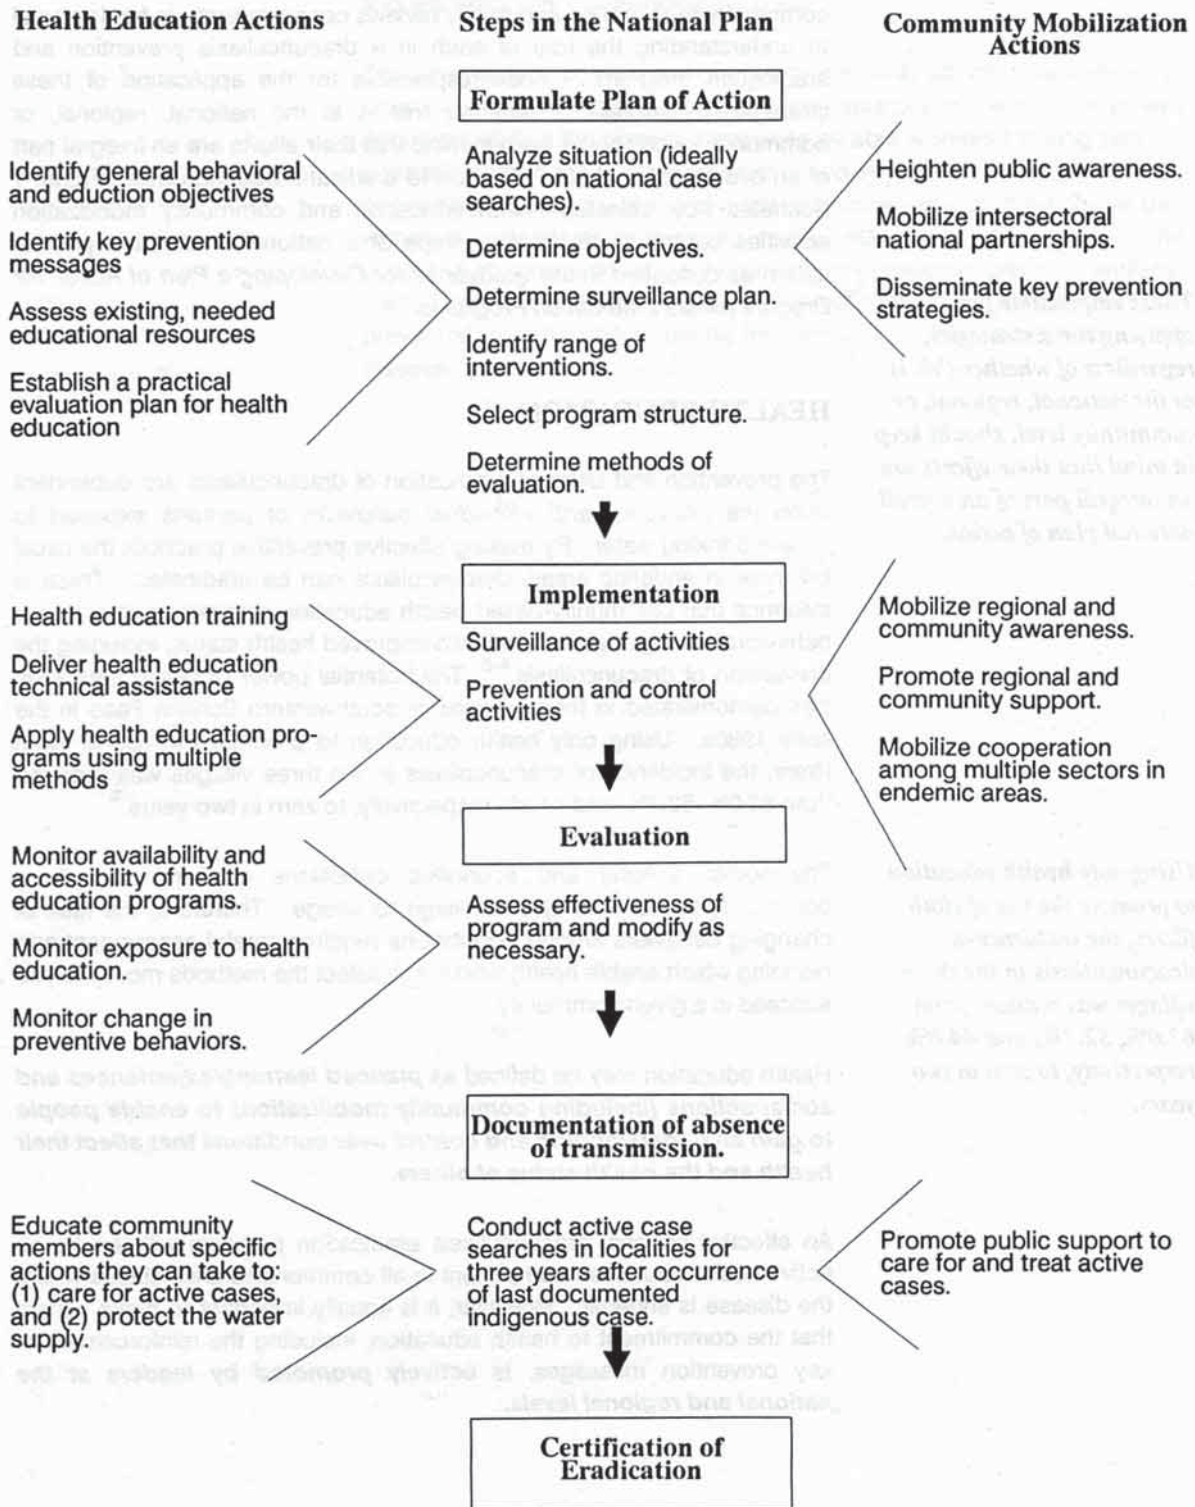 Health Education Actions
Steps in the National Plan
Community Mobilization
Actions
Formulate Plan of Action
Identify general behavioral
and eduction objectives
Identify key prevention
messages
Assess existing, needed
educational resources
Establish a practical
evaluation plan for health
education
Analyze situation (ideally
based on national case
searches).
Determine objectives.
Determine surveillance plan.
Identify range of
interventions.
Select program structure.
Determine methods of
evaluation.
Heighten public awareness.
Mobilize intersectoral
national partnerships.
Disseminate key prevention
strategies.
Implementation
Health education training
Deliver health education
technical assistance
Apply health education pro-
grams using multiple
methods
Surveillance of activities
Prevention and control
activities
Mobilize regional and
community awareness.
Promote regional and
community support.
Mobilize cooperation
among multiple sectors in
endemic areas.
Evaluation
Monitor availability and
accessibility of health
education programs.
Monitor exposure to health
education.
Monitor change in
preventive behaviors.
Assess effectiveness of
program and modify as
necessary.
Documentation of absence
of transmission.
Educate community
members about specific
actions they can take to:
(1) care for active cases,
and (2) protect the water
supply.
Conduct active case
searches in localities for
three years after occurrence
of last documented
indigenous case.
Promote public support to
care for and treat active
cases.
Certification of
Eradication